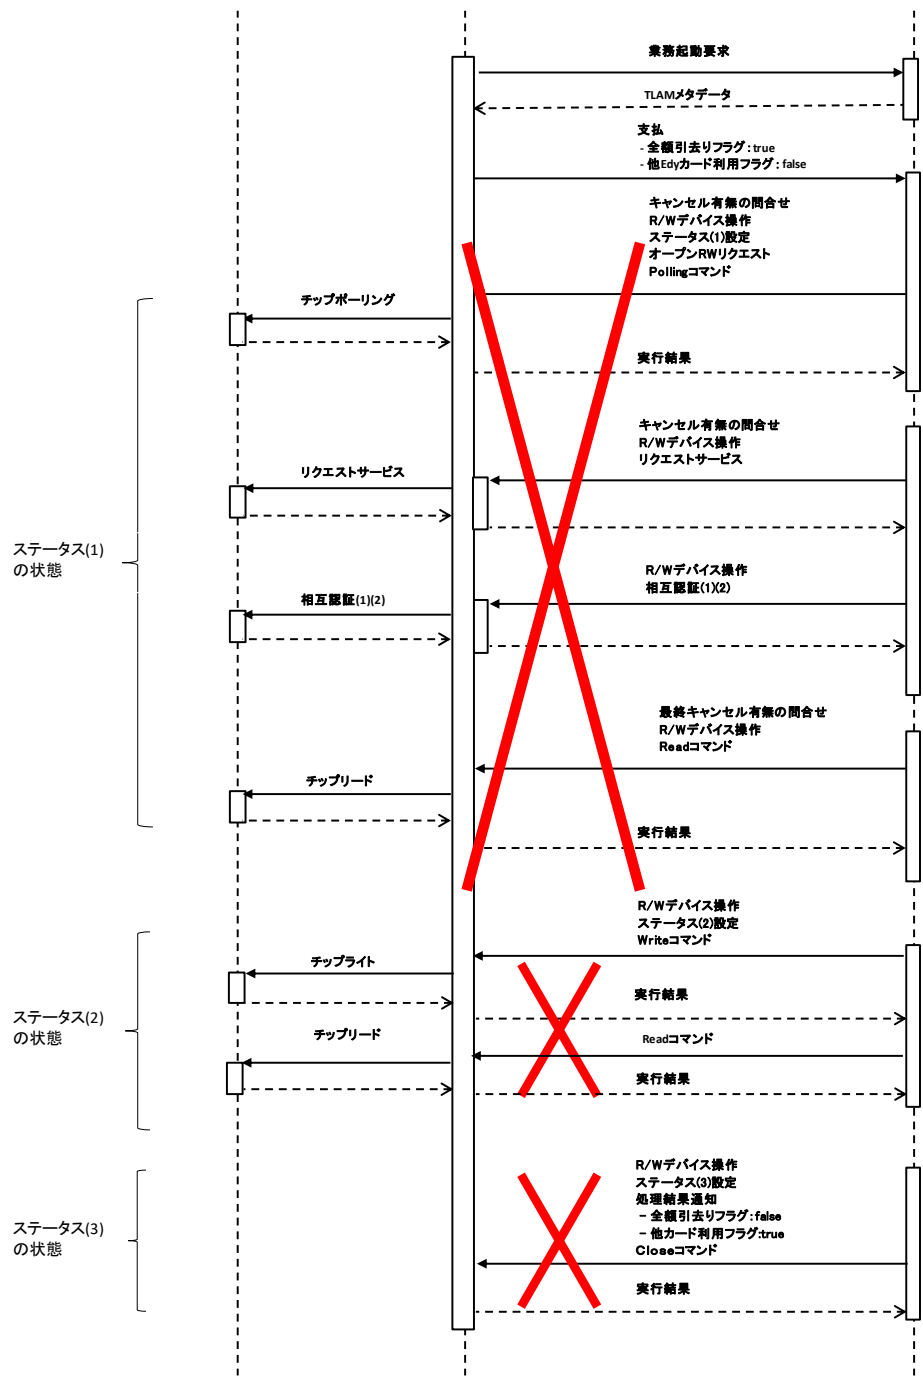 業務起動要求
TLAMメタデータ
支払
- 全額引去りフラグ：true
- 他Edyカード利用フラグ：false
キャンセル有無の問合せ
R/Wデバイス操作
ステータス(1)設定
オープンRWリクエスト
Pollingコマンド
チップポーリング
実行結果
キャンセル有無の問合せ
R/Wデバイス操作
リクエストサービス
リクエストサービス
ステータス(1)
の状態
R/Wデバイス操作
相互認証(1)(2)
相互認証(1)(2)
最終キャンセル有無の問合せ
R/Wデバイス操作
Readコマンド
チップリード
実行結果
R/Wデバイス操作
ステータス(2)設定
Writeコマンド
チップライト
実行結果
ステータス(2)
の状態
チップリード
Readコマンド
実行結果
R/Wデバイス操作
ステータス(3)設定
処理結果通知
－ 全額引去りフラグ:false
－ 他カード利用フラグ:true
Closeコマンド
ステータス(3)
の状態
実行結果